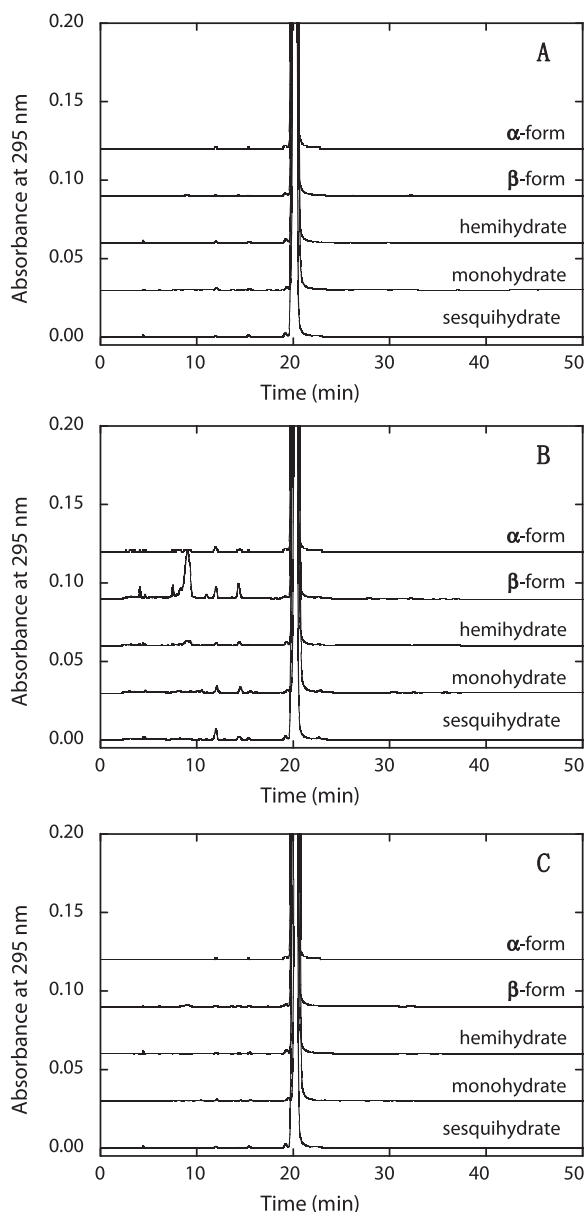 0.20
A
0.15
α-form
0.10
β-form
hemihydrate
0.05
monohydrate
sesquihydrate
0.00
0 10 20 30 40 50
Time (min)
Absorbance at 295 nm
0.20
B
0.15
α-form
0.10
β-form
hemihydrate
0.05
monohydrate
sesquihydrate
0.00
0 10 20 30 40 50
Time (min)
Absorbance at 295 nm
0.20
C
0.15
α-form
0.10
β-form
hemihydrate
0.05
monohydrate
sesquihydrate
0.00
0 10 20 30 40 50
Time (min)
Absorbance at 295 nm